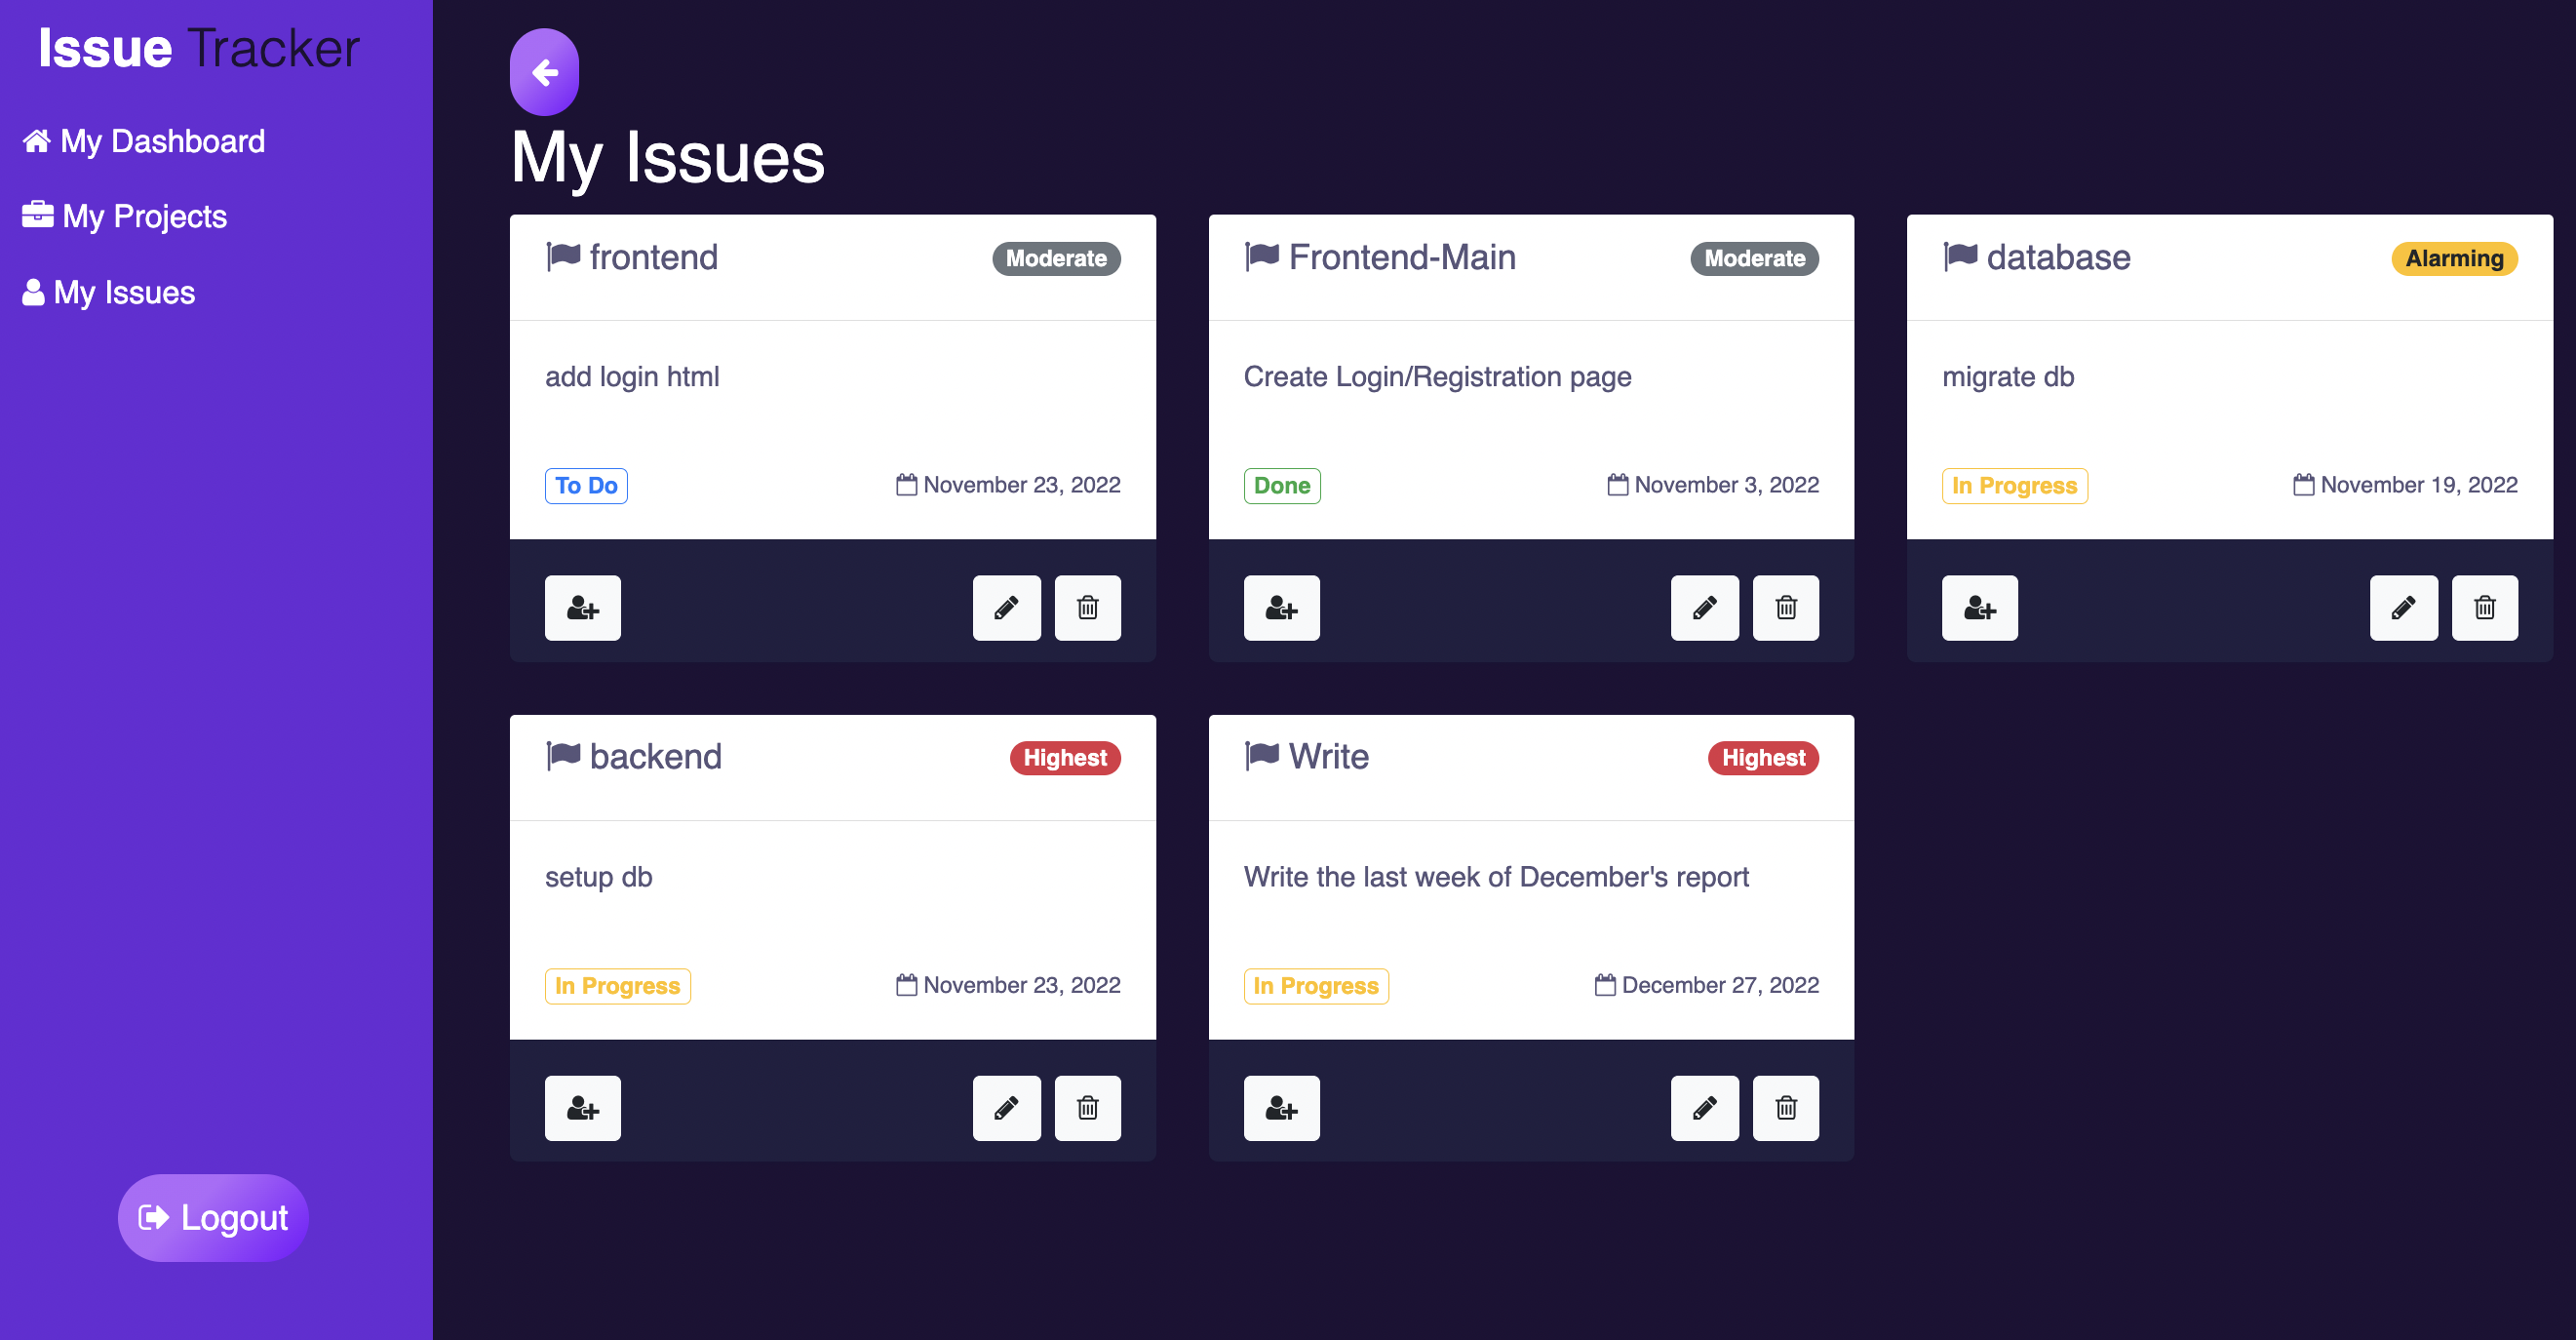 Issue Tracker
My Dashboard
My Projects
My Issues
Logout
My Issues
frontend
Moderate
add login html
To Do
November 23, 2022
Frontend-Main
Moderate
Create Login/Registration page
Done
November 3, 2022
database
Alarming
migrate db
In Progress
November 19, 2022
backend
Highest
setup db
In Progress
November 23, 2022
Write
Highest
Write the last week of December's report
In Progress
December 27, 2022